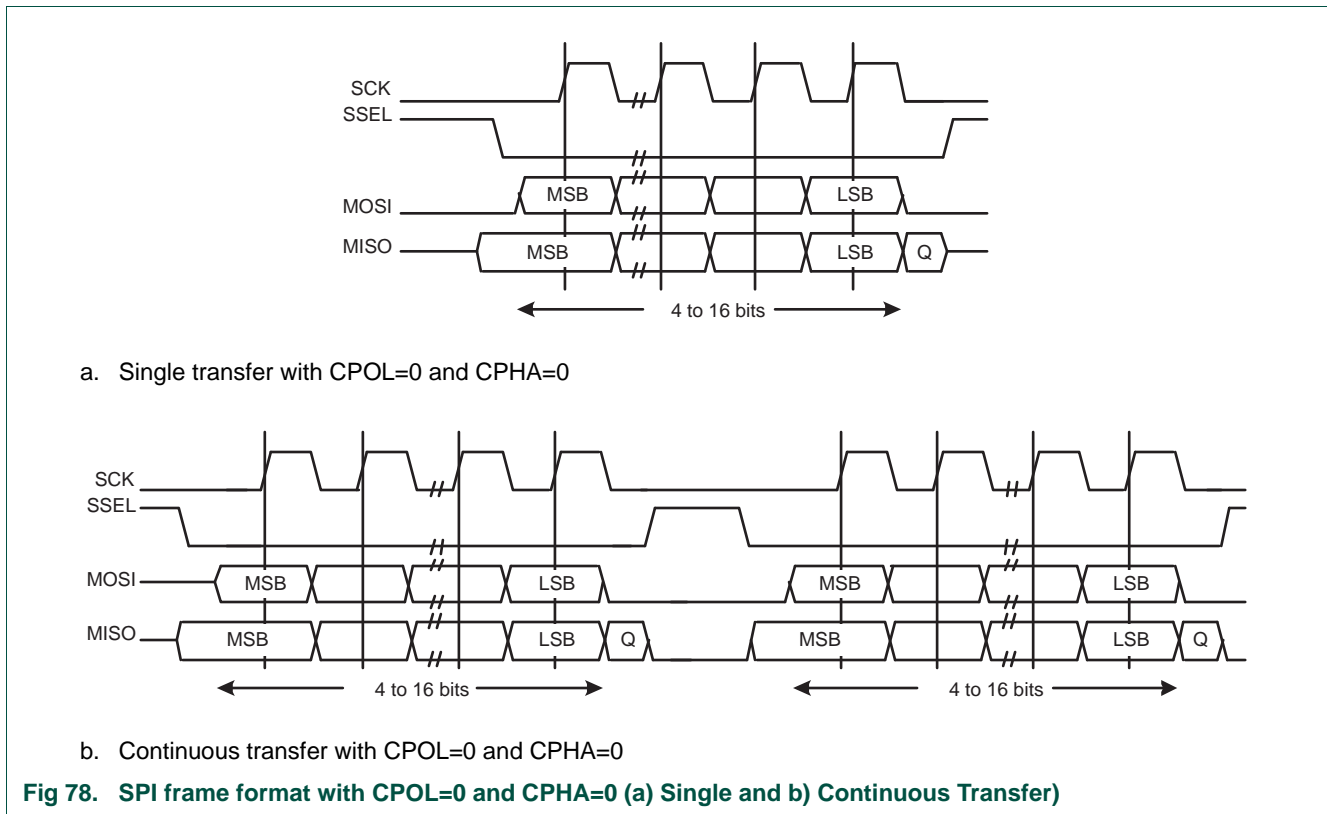 SCK
SSEL
MOSI MSB LSB
MISO MSB LSB Q
4 to 16 bits
a. Single transfer with CPOL=0 and CPHA=0
SCK
SSEL
MOSI MSB LSB MSB LSB
MISO MSB LSB Q MSB LSB Q
4 to 16 bits 4 to 16 bits
b. Continuous transfer with CPOL=0 and CPHA=0
Fig 78. SPI frame format with CPOL=0 and CPHA=0 (a) Single and b) Continuous Transfer)